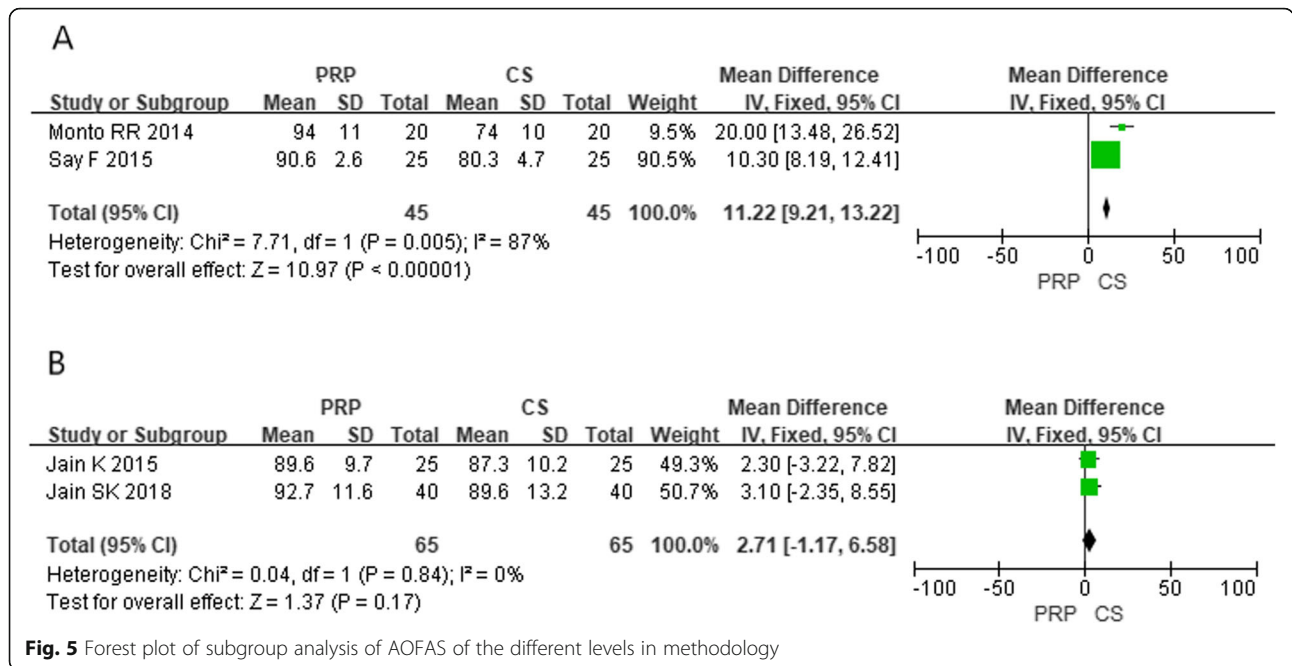 A
PRP CS Mean Difference Mean Difference
Study or Subgroup Mean SD Total Mean SD Total Weight IV, Fixed, 95% CI IV, Fixed, 95% CI
Monto RR 2014 94 11 20 74 10 20 9.5% 20.00 [13.48, 26.52]
Say F 2015 90.6 2.6 25 80.3 4.7 25 90.5% 10.30 [8.19, 12.41]
Total (95% CI) 45 45 100.0% 11.22 [9.21, 13.22]
Heterogeneity: Chi² = 7.71, df = 1 (P = 0.005); I² = 87%
Test for overall effect: Z = 10.97 (P < 0.00001)
-100 -50 0 50 100
PRP CS
B
PRP CS Mean Difference Mean Difference
Study or Subgroup Mean SD Total Mean SD Total Weight IV, Fixed, 95% CI IV, Fixed, 95% CI
Jain K 2015 89.6 9.7 25 87.3 10.2 25 49.3% 2.30 [-3.22, 7.82]
Jain SK 2018 92.7 11.6 40 89.6 13.2 40 50.7% 3.10 [-2.35, 8.55]
Total (95% CI) 65 65 100.0% 2.71 [-1.17, 6.58]
Heterogeneity: Chi² = 0.04, df = 1 (P = 0.84); I² = 0%
Test for overall effect: Z = 1.37 (P = 0.17)
-100 -50 0 50 100
PRP CS
Fig. 5 Forest plot of subgroup analysis of AOFAS of the different levels in methodology